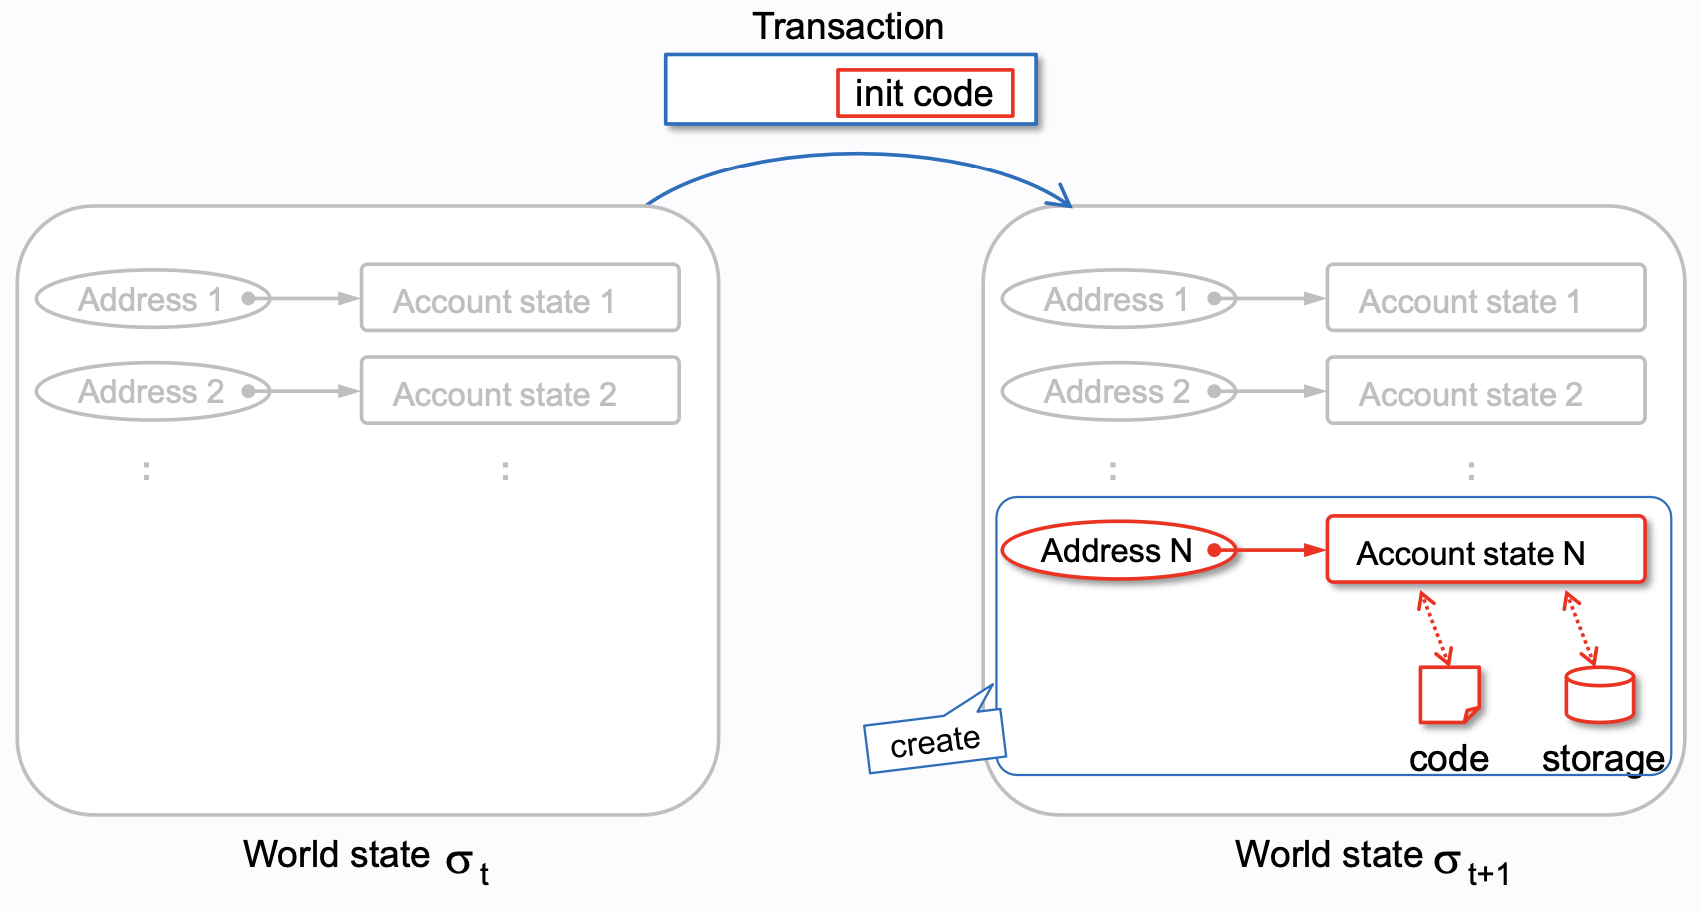 Transaction
init code
Address 1
Account state 1
Address 2
Account state 2
:
:
World state σ t
Address 1
Account state 1
Address 2
Account state 2
:
:
Address N
Account state N
create
code
storage
World state σ t+1